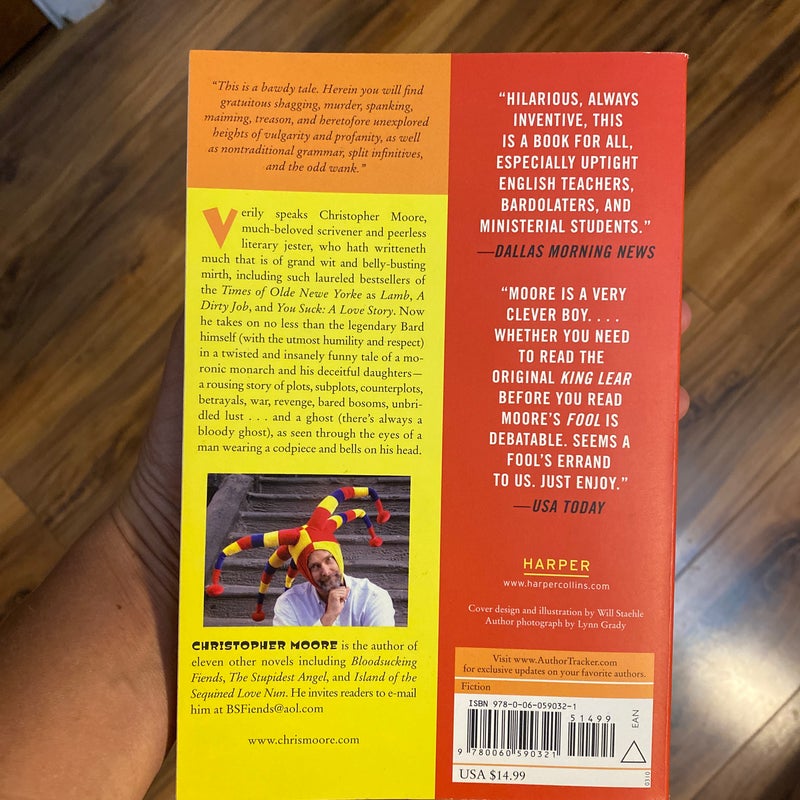 “This is a bawdy tale. Herein you will find
gratuitous shagging, murder, spanking,
maiming, treason, and heretofore unexplored
heights of vulgarity and profanity, as well
as nontraditional grammar, split infinitives,
and the odd wank.”
Verily speaks Christopher Moore,
much-beloved scrivener and peerless
literary jester, who hath writteneth
much that is of grand wit and belly-busting
mirth, including such laureled bestsellers of
the Times of Olde Newe Yorke as Lamb, A
Dirty Job, and You Suck: A Love Story. Now
he takes on no less than the legendary Bard
himself (with the utmost humility and respect)
in a twisted and insanely funny tale of a mo-
ronic monarch and his deceitful daughters—
a rousing story of plots, subplots, counterplots,
betrayals, war, revenge, bared bosoms, unbri-
dled lust . . . and a ghost (there’s always a
bloody ghost), as seen through the eyes of a
man wearing a codpiece and bells on his head.
CHRISTOPHER MOORE is the author of
eleven other novels including Bloodsucking
Fiends, The Stupidest Angel, and Island of the
Sequined Love Nun. He invites readers to e-mail
him at BSFiends@aol.com
www.chrismoore.com
“HILARIOUS, ALWAYS
INVENTIVE, THIS
IS A BOOK FOR ALL,
ESPECIALLY UPTIGHT
ENGLISH TEACHERS,
BARDOLATERS, AND
MINISTERIAL STUDENTS.”
—DALLAS MORNING NEWS
“MOORE IS A VERY
CLEVER BOY. . . .
WHETHER YOU NEED
TO READ THE
ORIGINAL KING LEAR
BEFORE YOU READ
MOORE’S FOOL IS
DEBATABLE. SEEMS A
FOOL’S ERRAND
TO US. JUST ENJOY.”
—USA TODAY
HARPER
www.harpercollins.com
Cover design and illustration by Will Staehle
Author photograph by Lynn Grady
Visit www.AuthorTracker.com
for exclusive updates on your favorite authors.
Fiction
ISBN 978-0-06-059032-1
51499
EAN
9 780060 590321
USA $14.99
0310